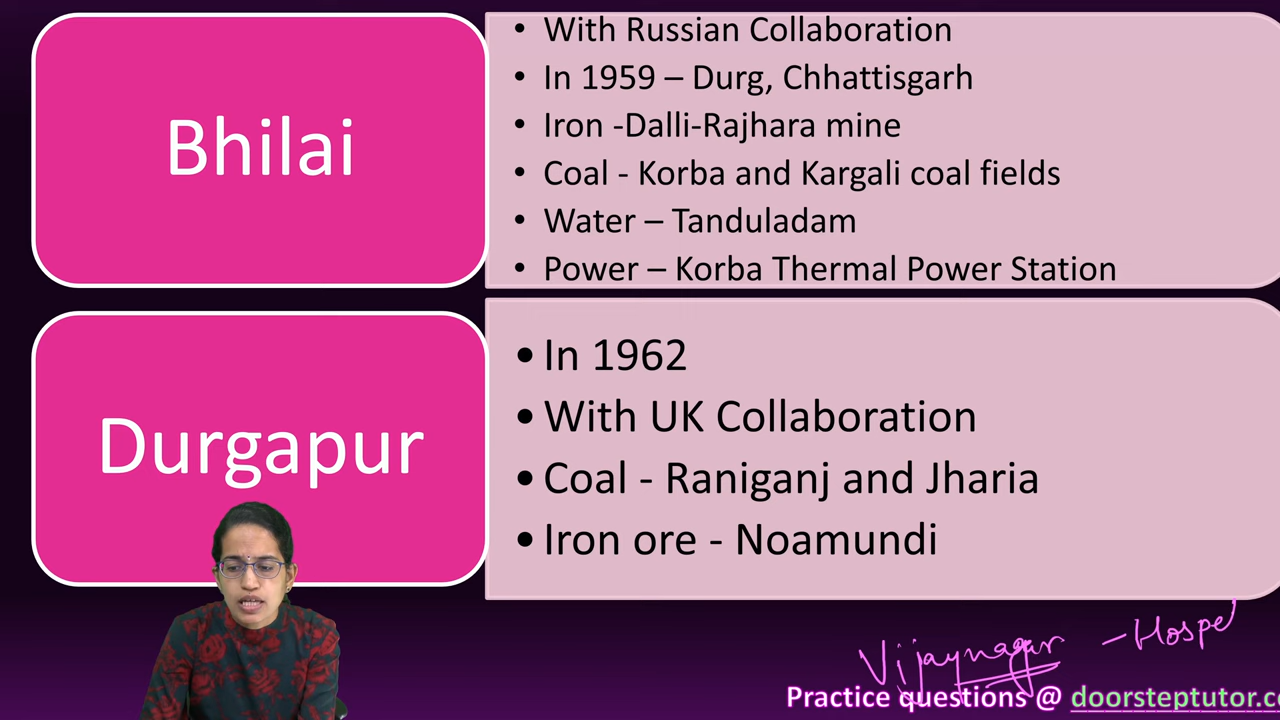 Bhilai
• With Russian Collaboration
• In 1959 – Durg, Chhattisgarh
• Iron -Dalli-Rajhara mine
• Coal - Korba and Kargali coal fields
• Water – Tanduladam
• Power – Korba Thermal Power Station
Durgapur
• In 1962
• With UK Collaboration
• Coal - Raniganj and Jharia
• Iron ore - Noamundi
Vijaynagar - Hospe
Practice questions @ doorsteptutor.co